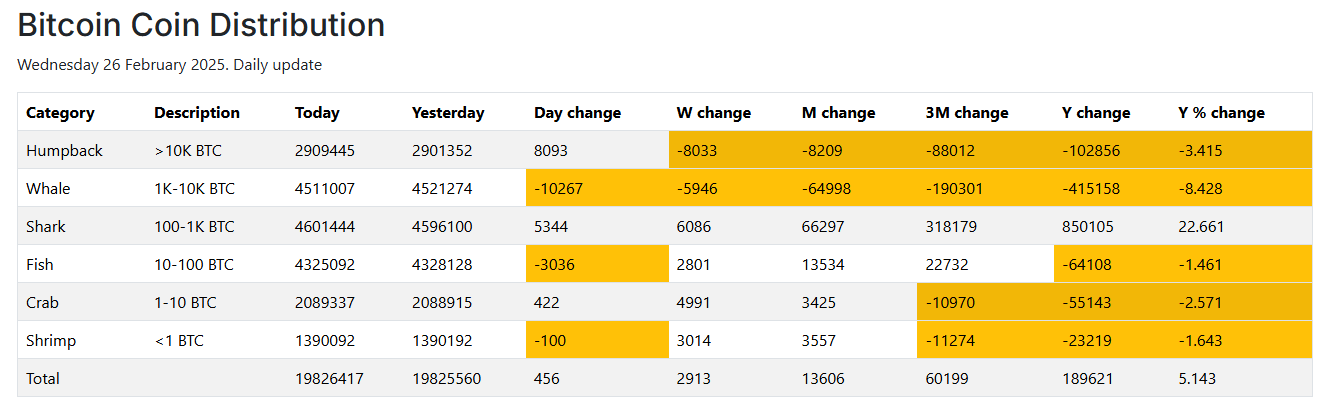 Bitcoin Coin Distribution
Wednesday 26 February 2025. Daily update
Category Description Today Yesterday Day change W change M change 3M change Y change Y % change
Humpback >10K BTC 2909445 2901352 8093 -8033 -8209 -88012 -102856 -3.415
Whale 1K-10K BTC 4511007 4521274 -10267 -5946 -64998 -190301 -415158 -8.428
Shark 100-1K BTC 4601444 4596100 5344 6086 66297 318179 850105 22.661
Fish 10-100 BTC 4325092 4328128 -3036 2801 13534 22732 -64108 -1.461
Crab 1-10 BTC 2089337 2088915 422 4991 3425 -10970 -55143 -2.571
Shrimp <1 BTC 1390092 1390192 -100 3014 3557 -11274 -23219 -1.643
Total 19826417 19825560 456 2913 13606 60199 189621 5.143